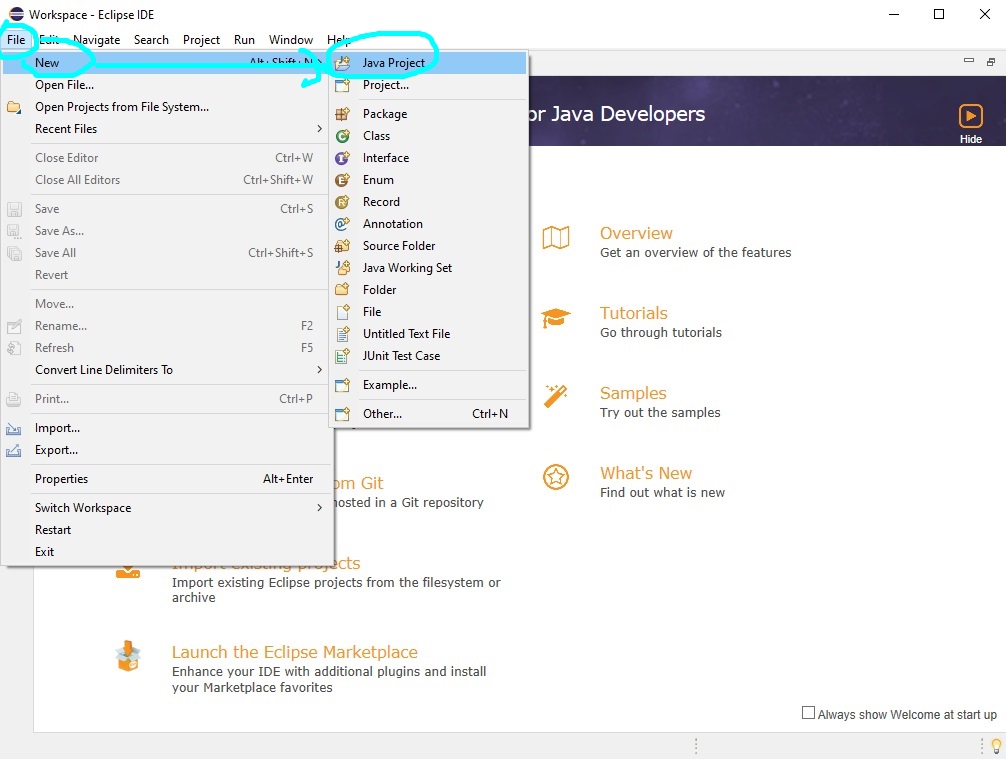 Workspace - Eclipse IDE
File Edit Navigate Search Project Run Window Help
New Alt+Shift+N
Open File...
Open Projects from File System...
Recent Files
Close Editor Ctrl+W
Close All Editors Ctrl+Shift+W
Save Ctrl+S
Save As...
Save All Ctrl+Shift+S
Revert
Move...
Rename... F2
Refresh F5
Convert Line Delimiters To
Print... Ctrl+P
Import...
Export...
Properties Alt+Enter
Switch Workspace
Restart
Exit
Java Project
Project...
Package
Class
Interface
Enum
Record
Annotation
Source Folder
Java Working Set
Folder
File
Untitled Text File
JUnit Test Case
Example...
Other... Ctrl+N
or Java Developers
Hide
Overview
Get an overview of the features
Tutorials
Go through tutorials
Samples
Try out the samples
What's New
Find out what is new
om Git
hosted in a Git repository
Import existing projects
Import existing Eclipse projects from the filesystem or
archive
Launch the Eclipse Marketplace
Enhance your IDE with additional plugins and install
your Marketplace favorites
Always show Welcome at start up